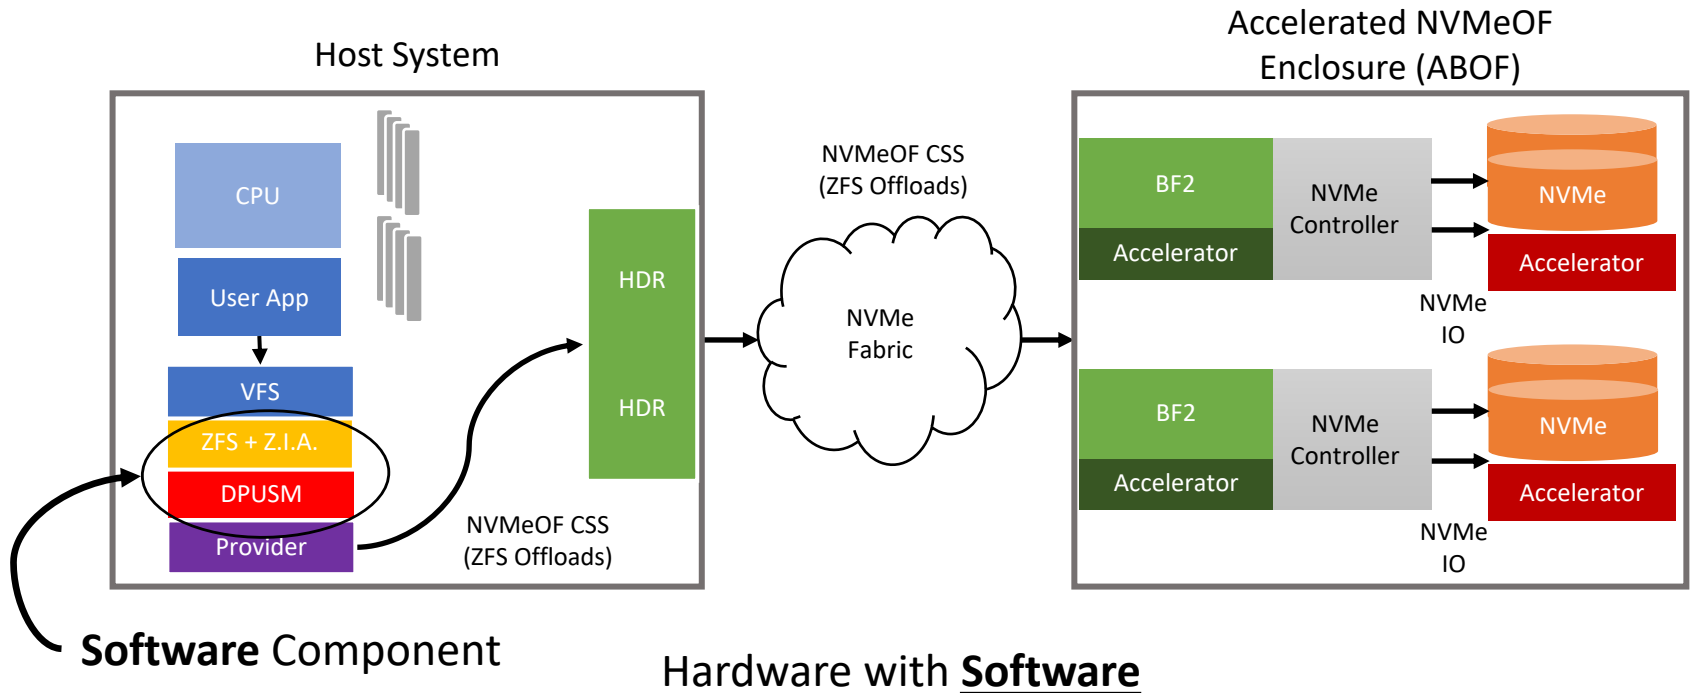 Host System
CPU
User App
VFS
ZFS + Z.I.A.
DPUSM
Provider
HDR
HDR
NVMeOF CSS
(ZFS Offloads)
NVMeOF CSS
(ZFS Offloads)
NVMe
Fabric
Accelerated NVMeOF
Enclosure (ABOF)
BF2
Accelerator
NVMe
Controller
NVMe
Accelerator
NVMe
IO
BF2
Accelerator
NVMe
Controller
NVMe
Accelerator
NVMe
IO
Software Component
Hardware with Software